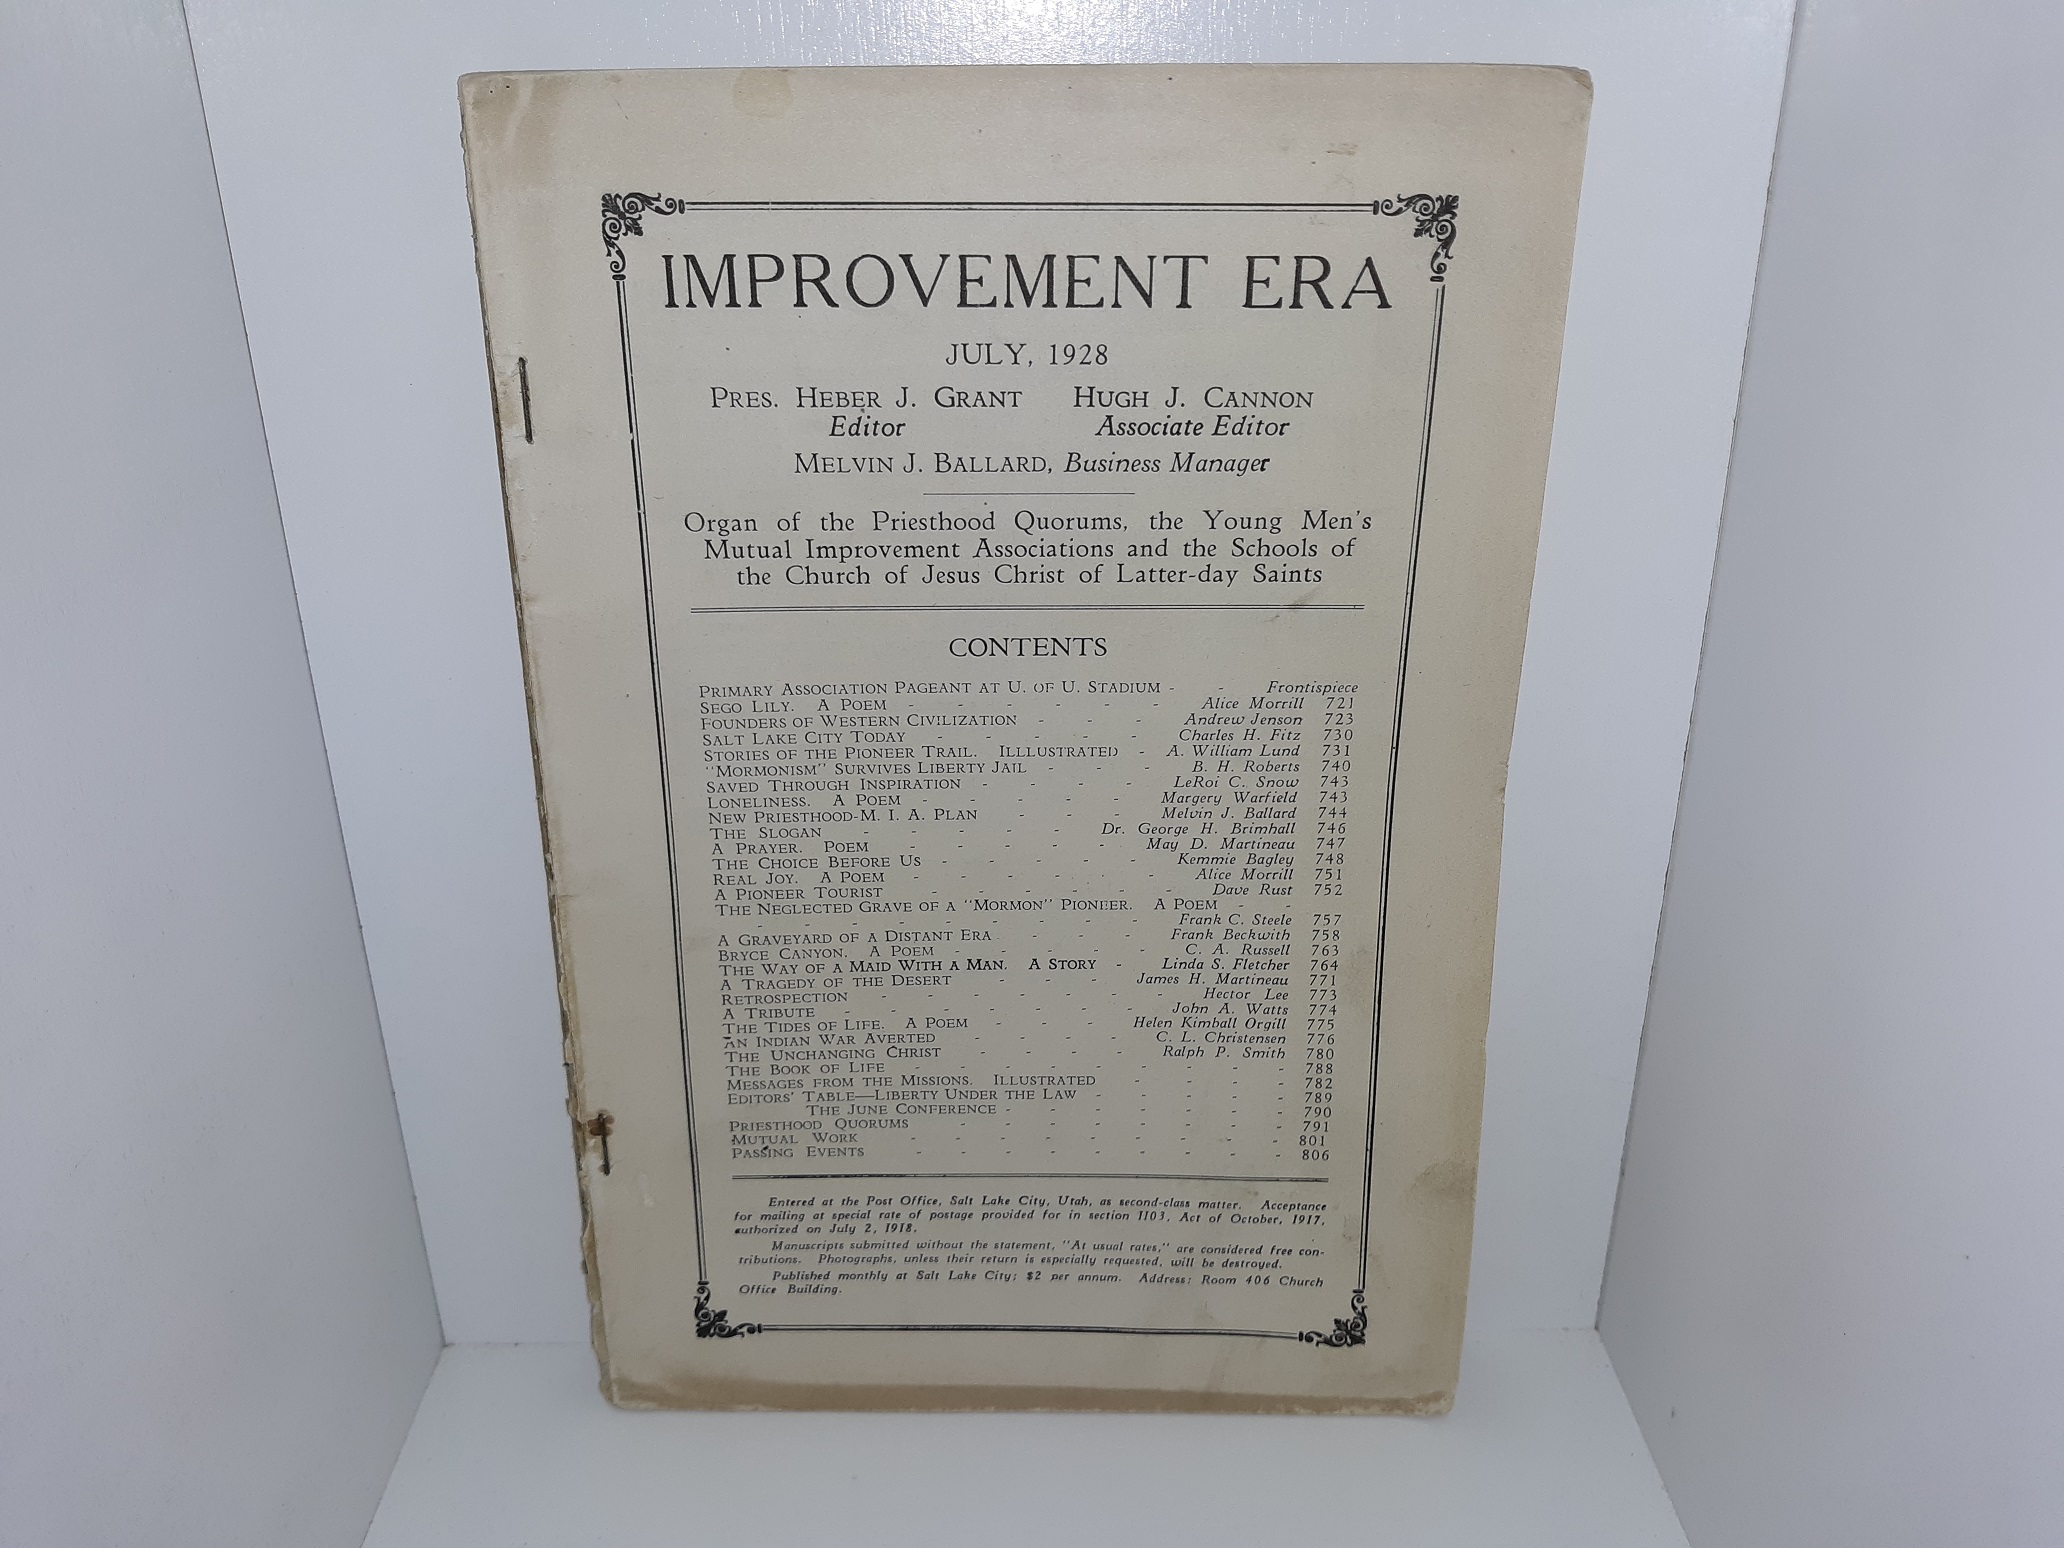 IMPROVEMENT ERA
JULY, 1928
PRES. HEBER J. GRANT HUGH J. CANNON
Editor Associate Editor
MELVIN J. BALLARD, Business Manager
Organ of the Priesthood Quorums, the Young Men's
Mutual Improvement Associations and the Schools of
the Church of Jesus Christ of Latter-day Saints
CONTENTS
PRIMARY ASSOCIATION PAGEANT AT U. OF U. STADIUM - - Frontispiece
SEGO LILY. A POEM - - - - - - Alice Morrill 721
FOUNDERS OF WESTERN CIVILIZATION - - - Andrew Jenson 723
SALT LAKE CITY TODAY - - - - - Charles H. Fitz 730
STORIES OF THE PIONEER TRAIL. ILLLUSTRATED - A. William Lund 731
"MORMONISM" SURVIVES LIBERTY JAIL - - - B. H. Roberts 740
SAVED THROUGH INSPIRATION - - - - LeRoi C. Snow 743
LONELINESS. A POEM - - - - - Margery Warfield 743
NEW PRIESTHOOD-M. I. A. PLAN - - - Melvin J. Ballard 744
THE SLOGAN - - - - - Dr. George H. Brimhall 746
A PRAYER. POEM - - - - - May D. Martineau 747
THE CHOICE BEFORE US - - - - - Kemmie Bagley 748
REAL JOY. A POEM - - - - - - Alice Morrill 751
A PIONEER TOURIST - - - - - - Dave Rust 752
THE NEGLECTED GRAVE OF A "MORMON" PIONEER. A POEM - -
- - - - - - - - - Frank C. Steele 757
A GRAVEYARD OF A DISTANT ERA - - - Frank Beckwith 758
BRYCE CANYON. A POEM - - - - - C. A. Russell 763
THE WAY OF A MAID WITH A MAN. A STORY - Linda S. Fletcher 764
A TRAGEDY OF THE DESERT - - - James H. Martineau 771
RETROSPECTION - - - - - - - Hector Lee 773
A TRIBUTE - - - - - - - John A. Watts 774
THE TIDES OF LIFE. A POEM - - - Helen Kimball Orgill 775
AN INDIAN WAR AVERTED - - - - C. L. Christensen 776
THE UNCHANGING CHRIST - - - - Ralph P. Smith 780
THE BOOK OF LIFE - - - - - - - - - 788
MESSAGES FROM THE MISSIONS. ILLUSTRATED - - - - 782
EDITORS' TABLE—LIBERTY UNDER THE LAW - - - - - 789
THE JUNE CONFERENCE - - - - - - - 790
PRIESTHOOD QUORUMS - - - - - - - - 791
MUTUAL WORK - - - - - - - - - 801
PASSING EVENTS - - - - - - - - - 806
Entered at the Post Office, Salt Lake City, Utah, as second-class matter. Acceptance
for mailing at special rate of postage provided for in section 1103, Act of October, 1917,
authorized on July 2, 1918.
Manuscripts submitted without the statement, "At usual rates," are considered free con-
tributions. Photographs, unless their return is especially requested, will be destroyed.
Published monthly at Salt Lake City; $2 per annum. Address: Room 406 Church
Office Building.